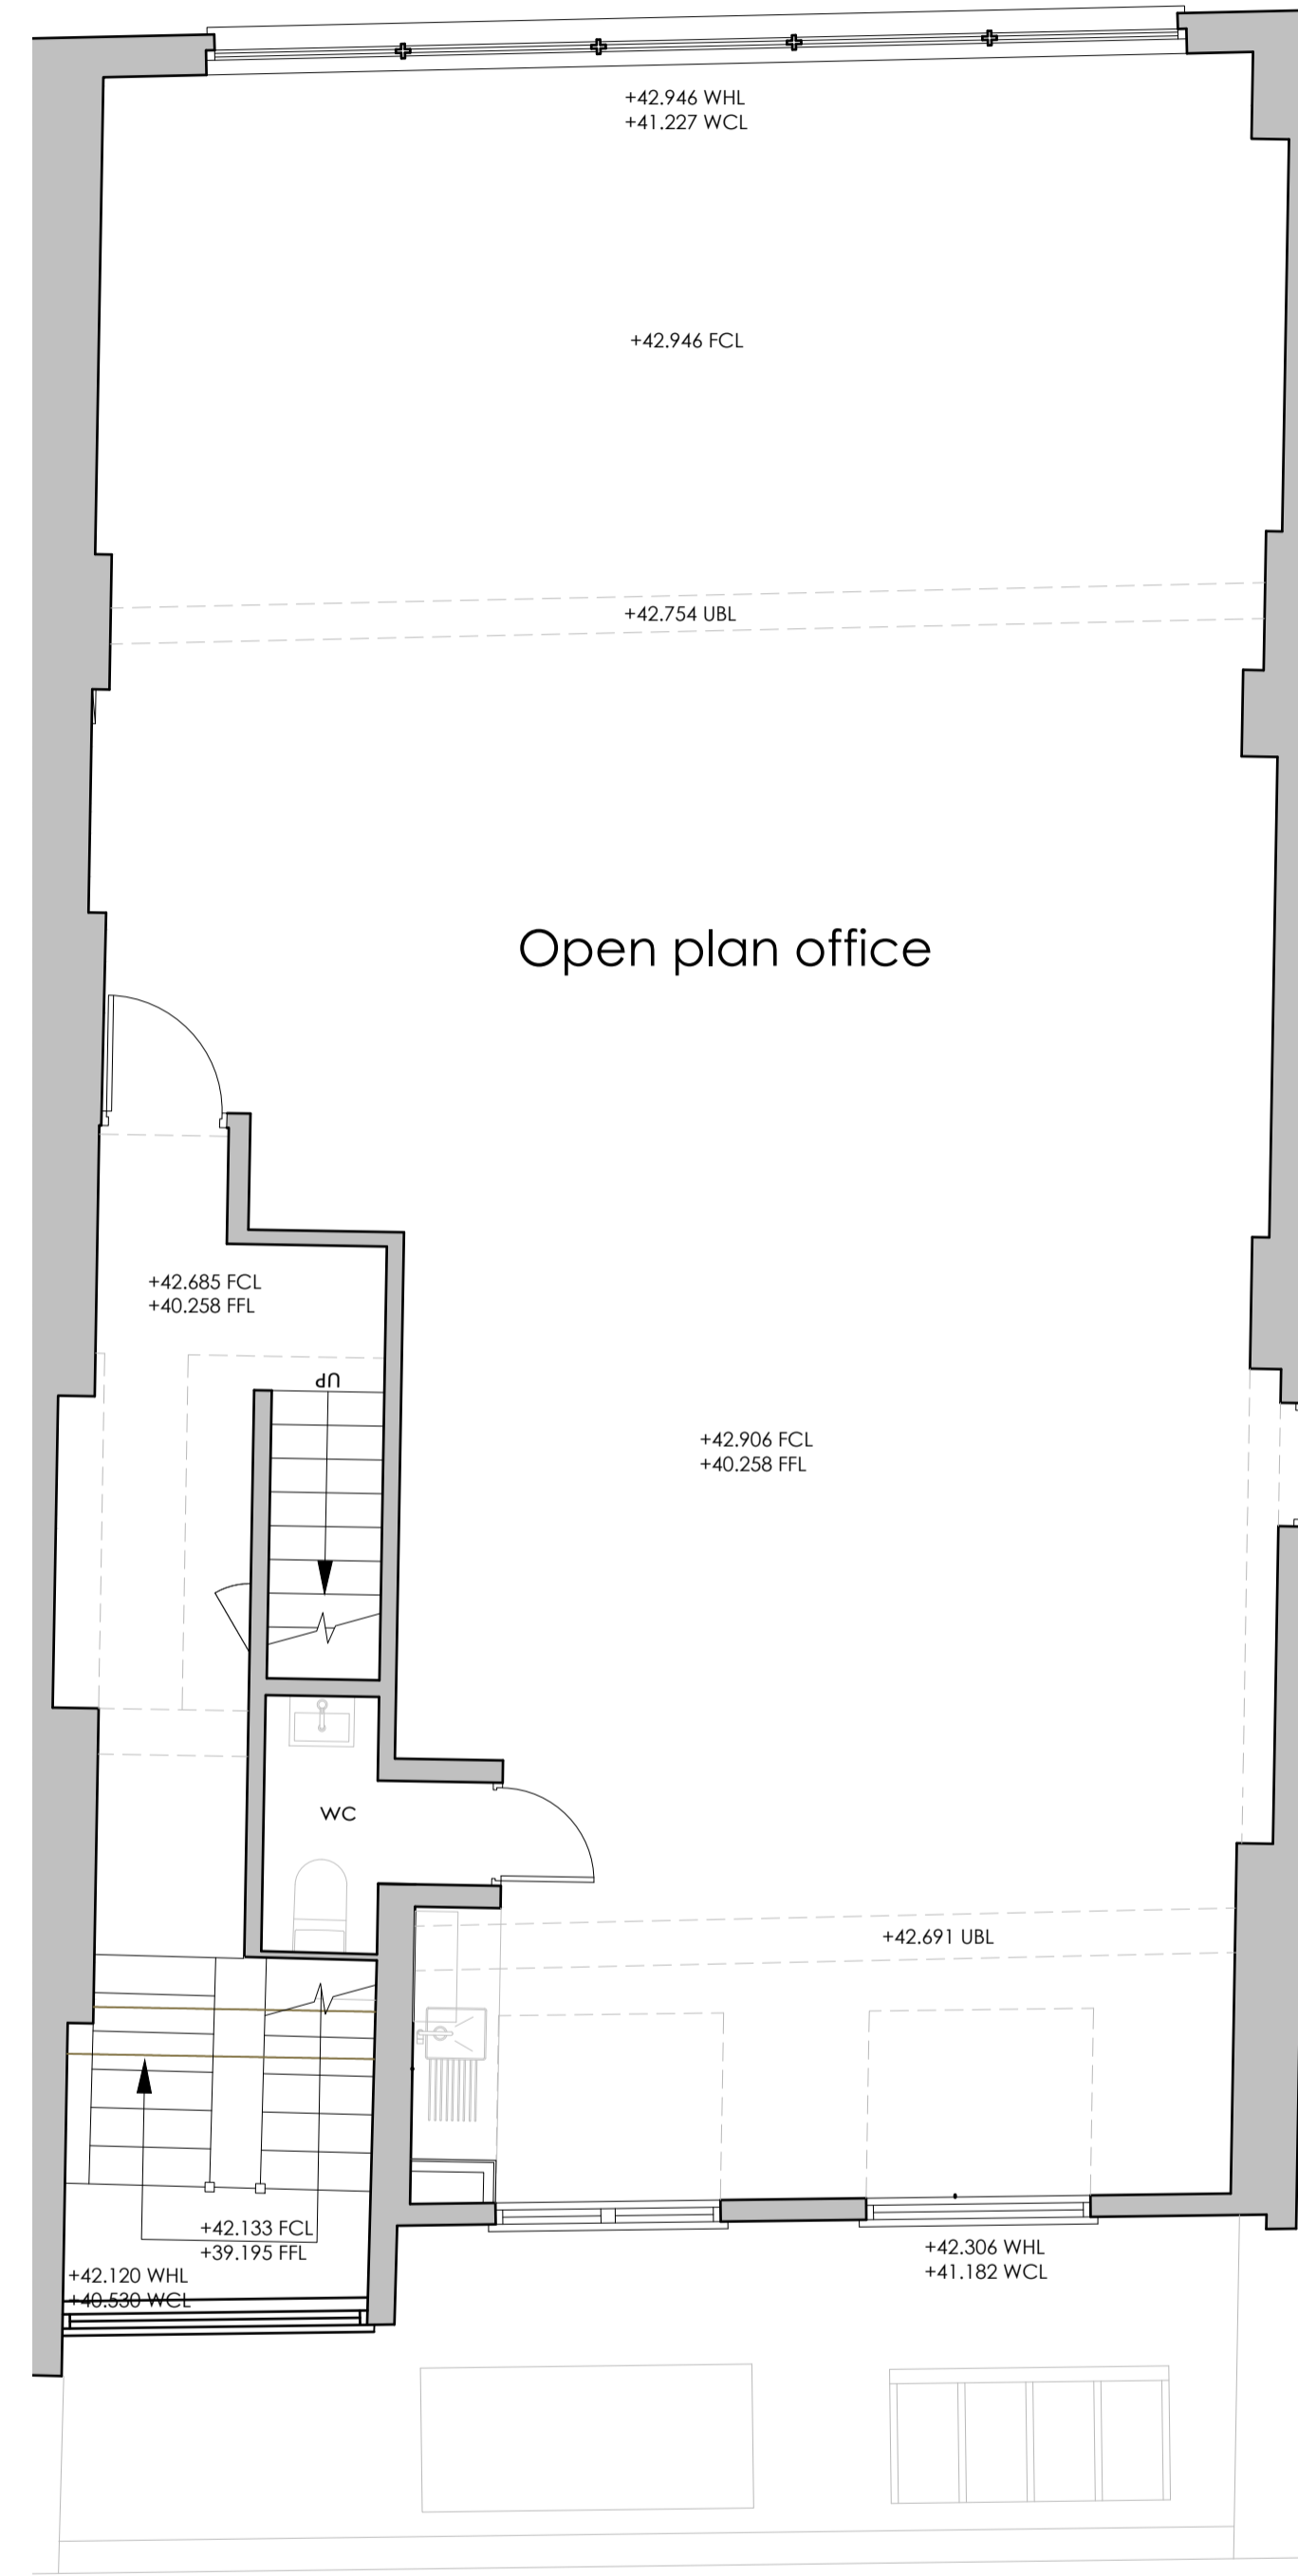 +42.946 WHL
+41.227 WCL
+42.946 FCL
+42.754 UBL
Open plan office
+42.685 FCL
+40.258 FFL
UP
+42.906 FCL
+40.258 FFL
WC
+42.691 UBL
+42.133 FCL
+39.195 FFL
+42.306 WHL
+41.182 WCL
+42.120 WHL
+40.530 WCL